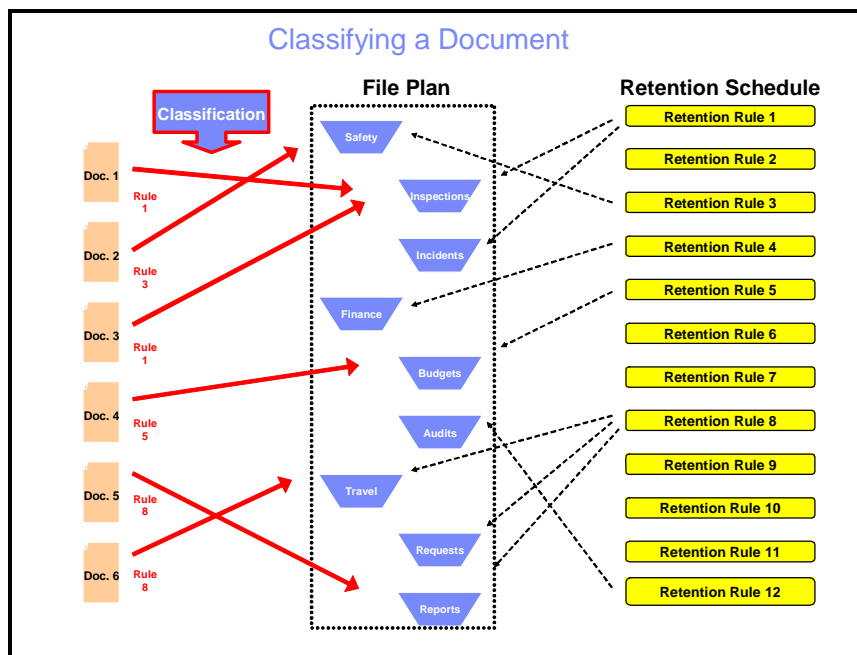 Classifying a Document
File Plan
Retention Schedule
Classification
Safety
Inspections
Incidents
Finance
Budgets
Audits
Travel
Requests
Reports
Doc. 1
Rule
1
Doc. 2
Rule
3
Doc. 3
Rule
1
Doc. 4
Rule
5
Doc. 5
Rule
8
Doc. 6
Rule
8
Retention Rule 1
Retention Rule 2
Retention Rule 3
Retention Rule 4
Retention Rule 5
Retention Rule 6
Retention Rule 7
Retention Rule 8
Retention Rule 9
Retention Rule 10
Retention Rule 11
Retention Rule 12